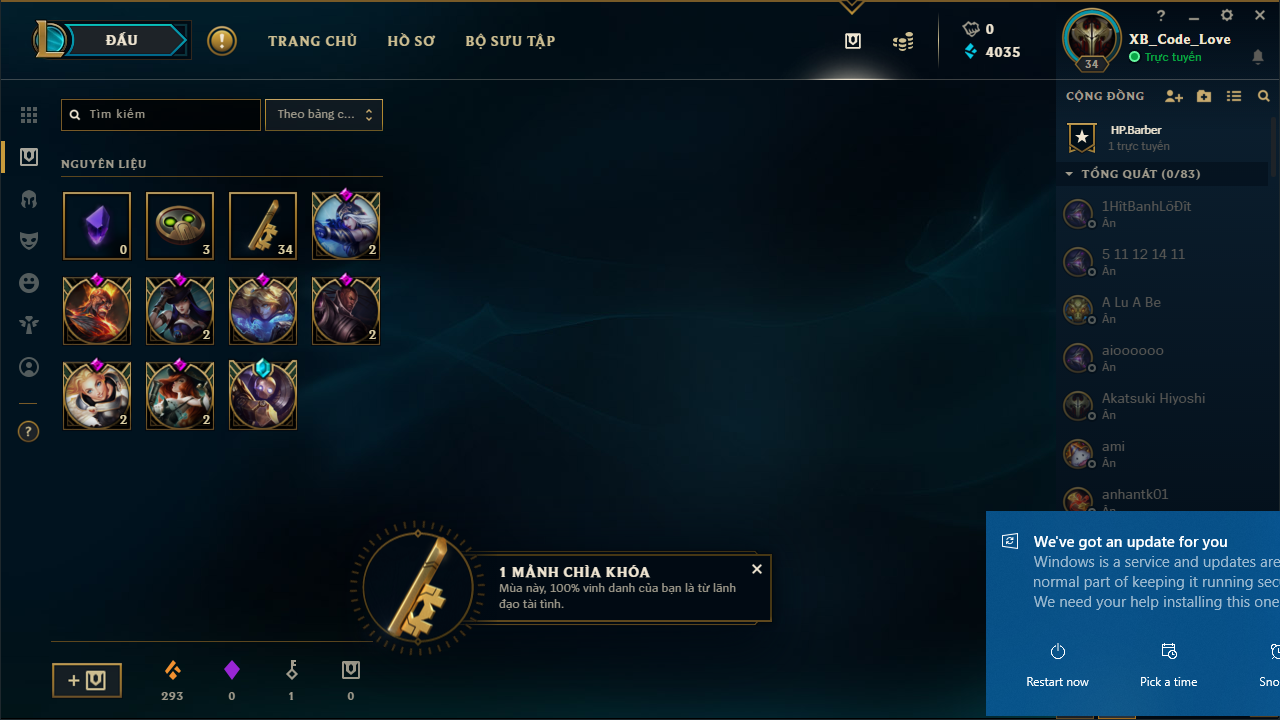 ĐẤU
TRANG CHỦ
HỒ SƠ
BỘ SƯU TẬP
0
4035
?
34
XB_Code_Love
Trực tuyến
Tìm kiếm
Theo bảng c...
NGUYÊN LIỆU
0
3
34
2
2
2
2
2
?
CỘNG ĐỒNG
HP.Barber
1 trực tuyến
TỔNG QUÁT (0/83)
1HîtBanhLöĐit
Ẩn
5 11 12 14 11
Ẩn
A Lu A Be
Ẩn
aioooooo
Ẩn
Akatsuki Hiyoshi
Ẩn
ami
Ẩn
anhantk01
Ẩn
1 MẢNH CHÌA KHÓA
Mùa này, 100% vinh danh của bạn là từ lãnh
đạo tài tình.
293
0
1
0
We've got an update for you
Windows is a service and updates are
normal part of keeping it running sec
We need your help installing this one
Restart now
Pick a time
Sno